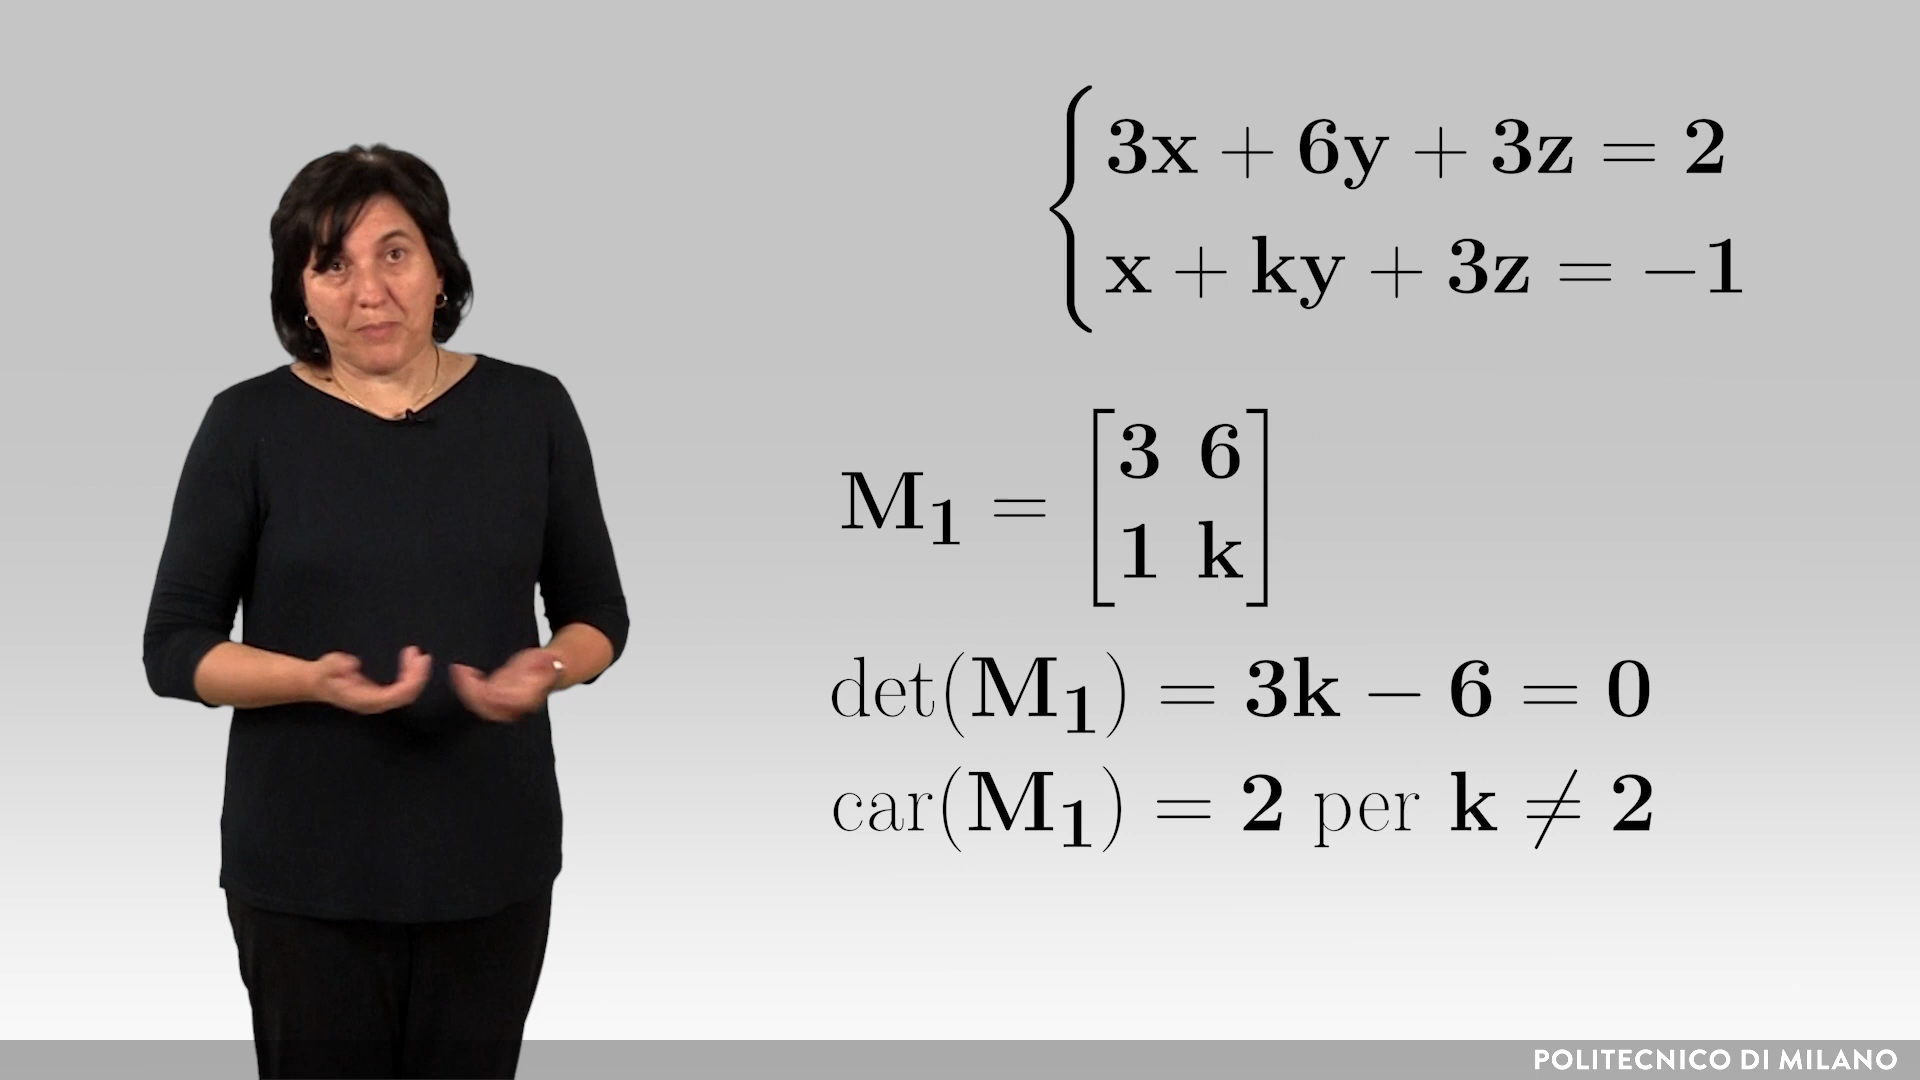 3x + 6y + 3z = 2
x + ky + 3z = −1
M₁ = [3 6
1 k]
det(M₁) = 3k − 6 = 0
car(M₁) = 2 per k ≠ 2
POLITECNICO DI MILANO